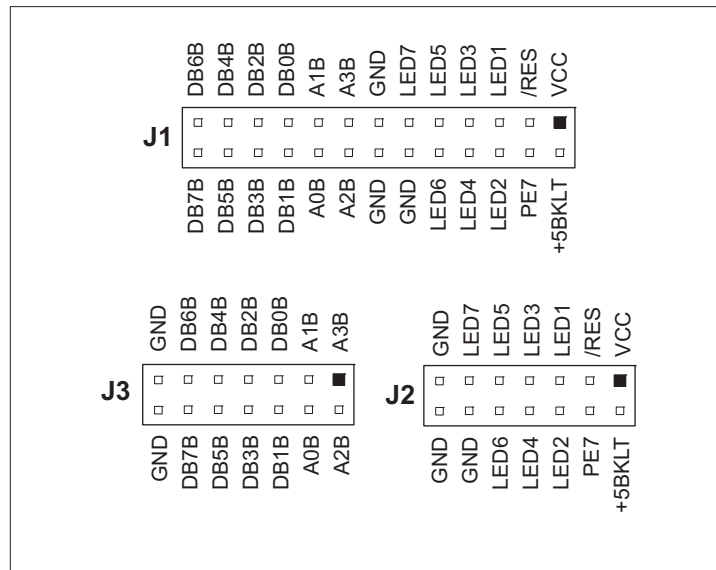 DB6B DB4B DB2B DB0B A1B A3B GND LED7 LED5 LED3 LED1 /RES VCC
J1
DB7B DB5B DB3B DB1B A0B A2B GND GND LED6 LED4 LED2 PE7 +5BKLT
GND DB6B DB4B DB2B DB0B A1B A3B
J3
GND DB7B DB5B DB3B DB1B A0B A2B
GND LED7 LED5 LED3 LED1 /RES VCC
J2
GND GND LED6 LED4 LED2 PE7 +5BKLT